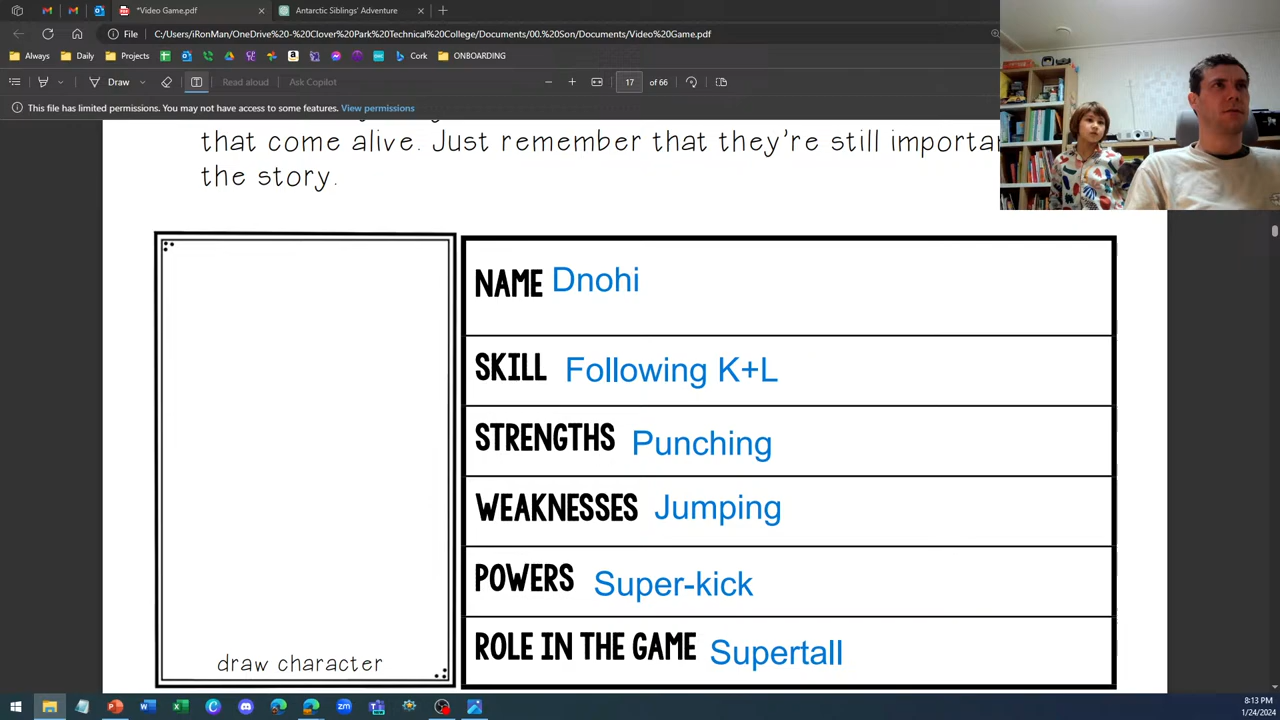 *Video Game.pdf
Antarctic Siblings' Adventure
File
C:/Users/iRonMan/OneDrive%20-%20Clover%20Park%20Technical%20College/Documents/00.%20Son/Documents/Video%20Game.pdf
Always
Daily
Projects
Cork
ONBOARDING
Draw
Read aloud
Ask Copilot
17 of 66
This file has limited permissions. You may not have access to some features. View permissions
that come alive. Just remember that they're still importan
the story.
NAME Dnohi
SKILL Following K+L
STRENGTHS Punching
WEAKNESSES Jumping
POWERS Super-kick
ROLE IN THE GAME Supertall
draw character
8:13 PM
1/24/2024